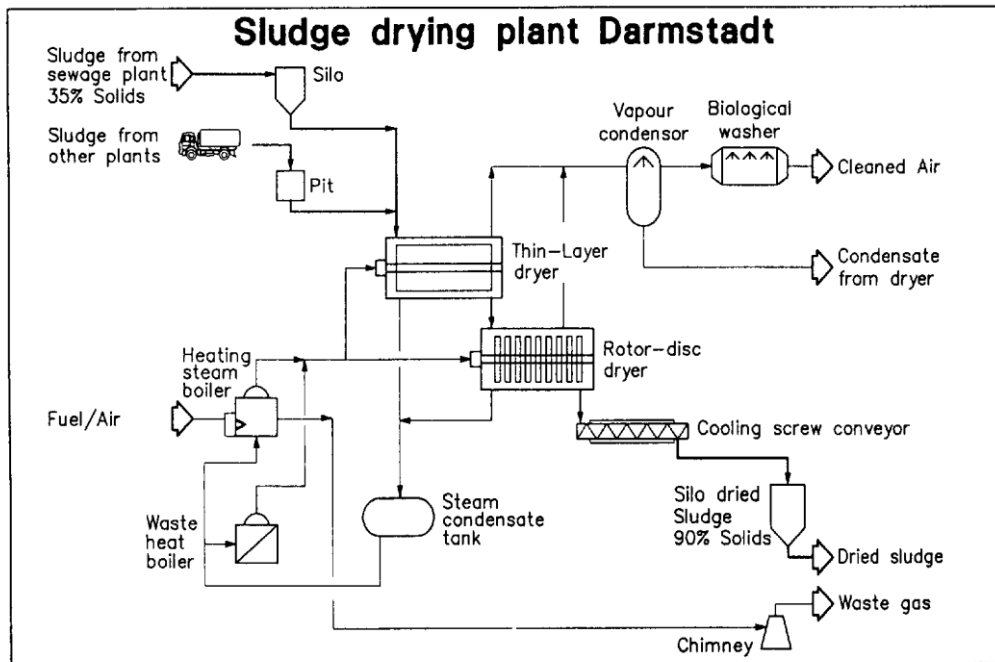 Sludge drying plant Darmstadt
Sludge from
sewage plant
35% Solids
Silo
Sludge from
other plants
Pit
Vapour
condensor
Biological
washer
Cleaned Air
Thin-Layer
dryer
Condensate
from dryer
Heating
steam
boiler
Rotor-disc
dryer
Fuel/Air
Cooling screw conveyor
Waste
heat
boiler
Steam
condensate
tank
Silo dried
Sludge
90% Solids
Dried sludge
Waste gas
Chimney